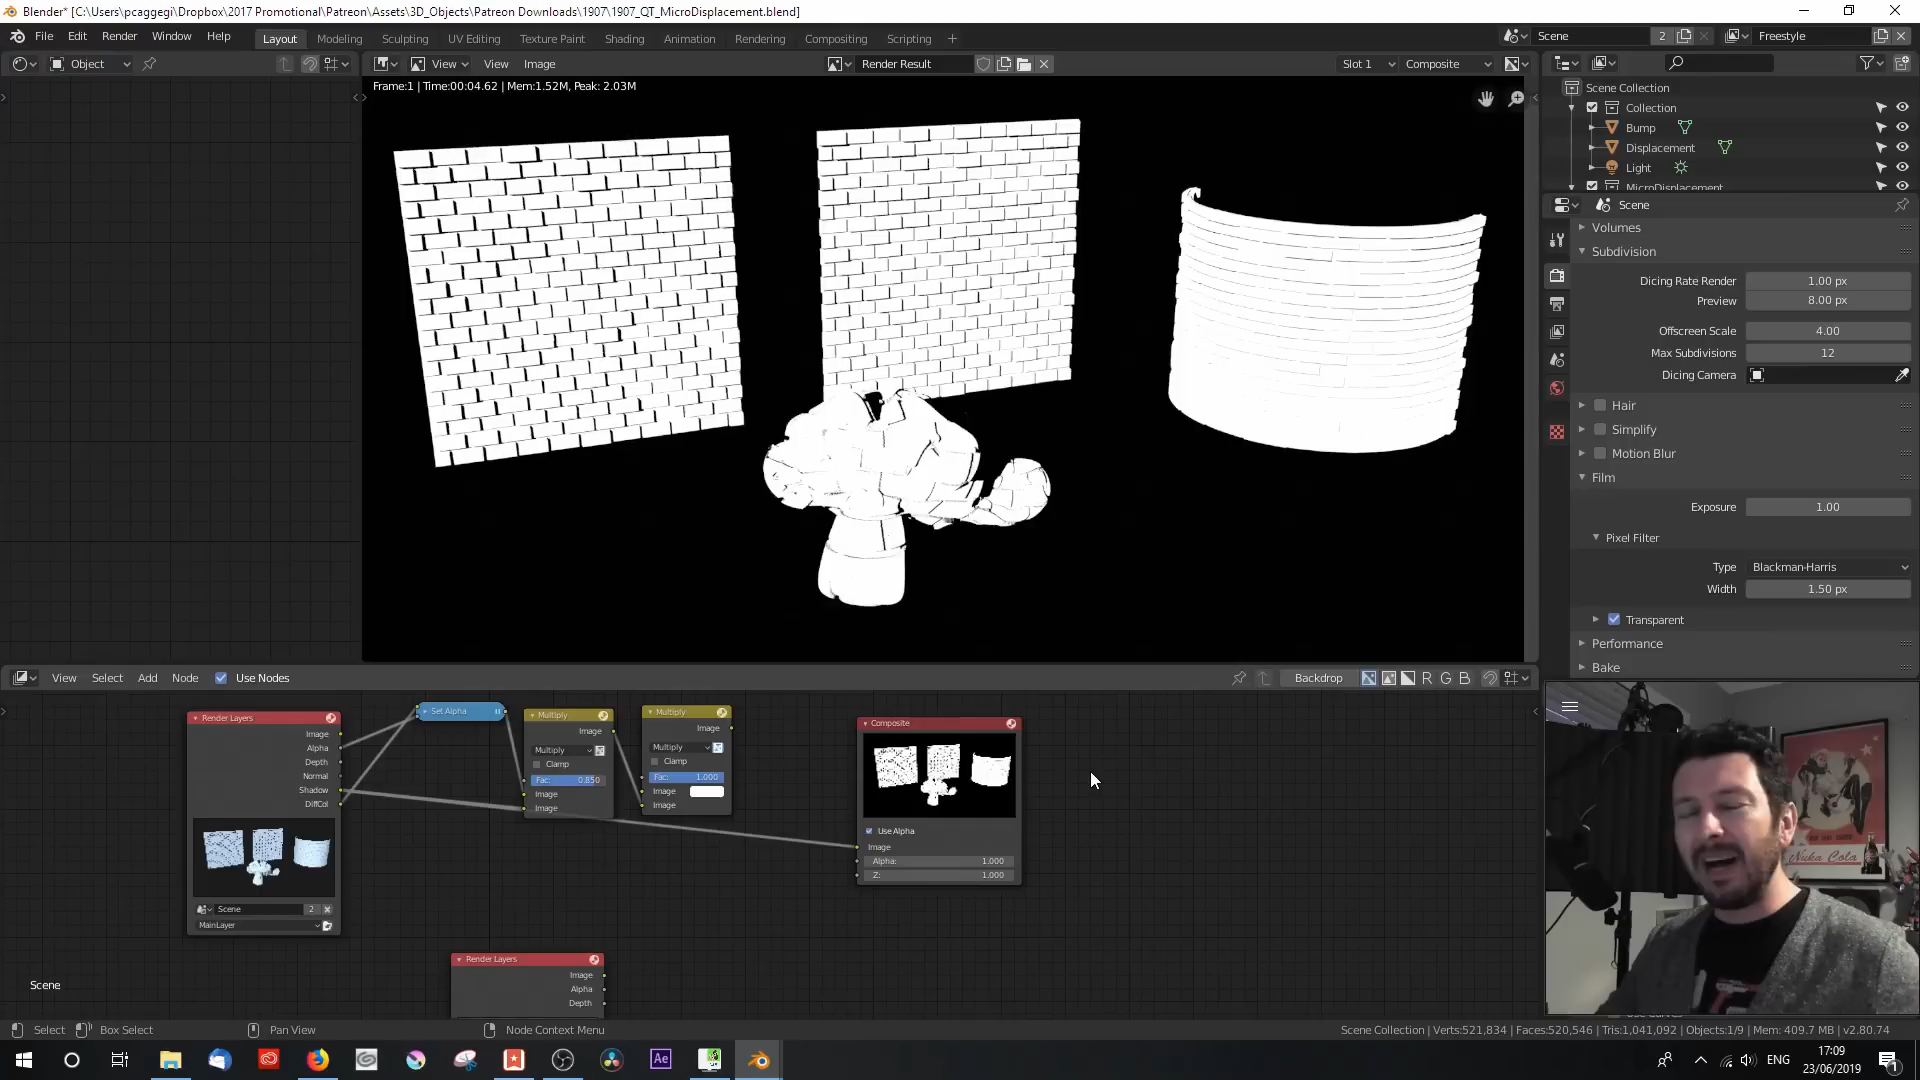 Blender* [C:\Users\pcaggegi\Dropbox\2017 Promotional\Patreon\Assets\3D_Objects\Patreon Downloads\1907\1907_QT_MicroDisplacement.blend]
File Edit Render Window Help Layout Modeling Sculpting UV Editing Texture Paint Shading Animation Rendering Compositing Scripting + Scene 2 Freestyle
Object View View Image Render Result Slot 1 Composite
Frame:1 | Time:00:04.62 | Mem:1.52M, Peak: 2.03M
Scene Collection
Collection
Bump
Displacement
Light
MicroDisplacement
Scene
Volumes
Subdivision
Dicing Rate Render 1.00 px
Preview 8.00 px
Offscreen Scale 4.00
Max Subdivisions 12
Dicing Camera
Hair
Simplify
Motion Blur
Film
Exposure 1.00
Pixel Filter
Type Blackman-Harris
Width 1.50 px
Transparent
Performance
Bake
View Select Add Node Use Nodes Backdrop R G B
Render Layers
Image
Alpha
Depth
Normal
Shadow
DiffCol
Scene 2
MainLayer
Set Alpha
Multiply
Image
Multiply
Clamp
Fac: 0.850
Image
Image
Multiply
Image
Multiply
Clamp
Fac: 1.000
Image
Image
Composite
Use Alpha
Image
Alpha: 1.000
Z: 1.000
Render Layers
Image
Alpha
Depth
Scene
Nuka Cola
Select Box Select Pan View Node Context Menu Scene Collection | Verts:521,834 | Faces:520,546 | Tris:1,041,092 | Objects:1/9 | Mem: 409.7 MB | v2.80.74
Ae
ENG
17:09
23/06/2019
1